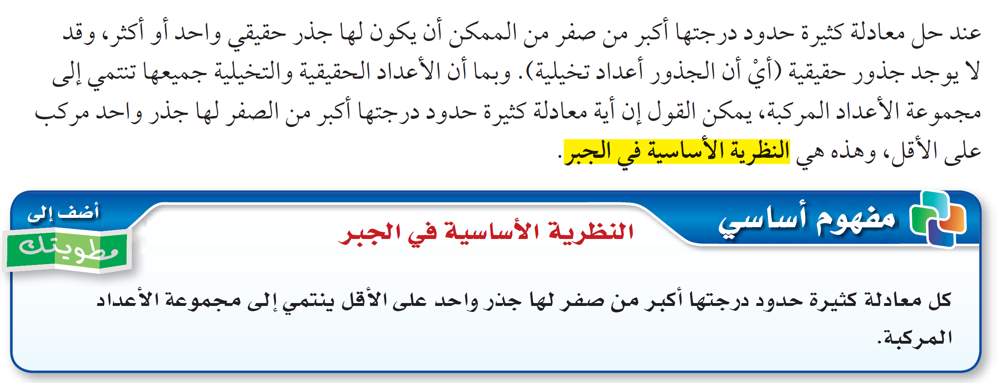 عند حل معادلة كثيرة حدود درجتها أكبر من صفر من الممكن أن يكون لها جذر حقيقي واحد أو أكثر، وقد
لا يوجد جذور حقيقية (أيْ أن الجذور أعداد تخيلية). وبما أن الأعداد الحقيقية والتخيلية جميعها تنتمي إلى
مجموعة الأعداد المركبة، يمكن القول إن أية معادلة كثيرة حدود درجتها أكبر من الصفر لها جذر واحد مركب
على الأقل، وهذه هي النظرية الأساسية في الجبر.
مفهوم أساسي
النظرية الأساسية في الجبر
أضف إلى
مطويتك
كل معادلة كثيرة حدود درجتها أكبر من صفر لها جذر واحد على الأقل ينتمي إلى مجموعة الأعداد
المركبة.